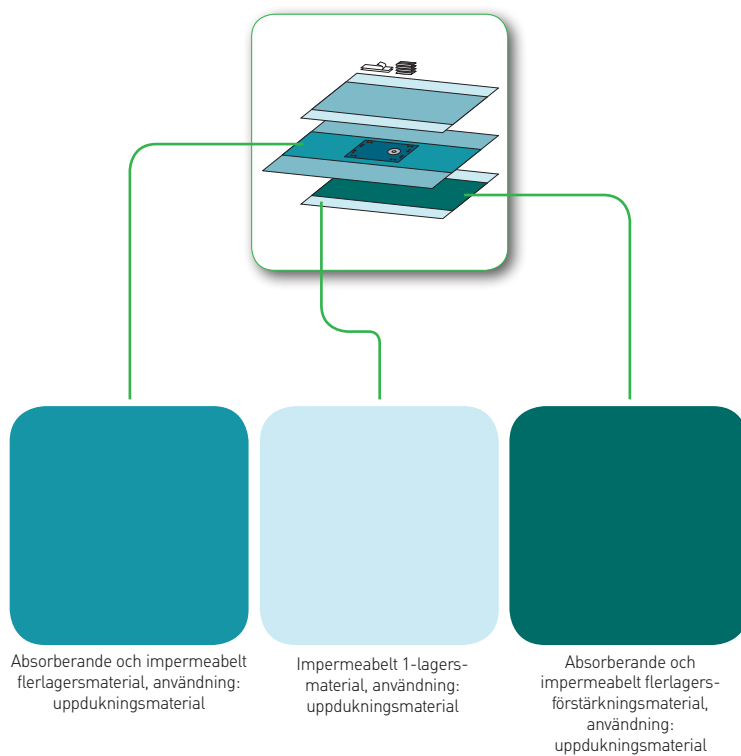 Absorberande och impermeabelt
flerlagersmaterial, användning:
uppdukningsmaterial
Impermeabelt 1-lagers-
material, användning:
uppdukningsmaterial
Absorberande och
impermeabelt flerlagers-
förstärkningsmaterial,
användning:
uppdukningsmaterial